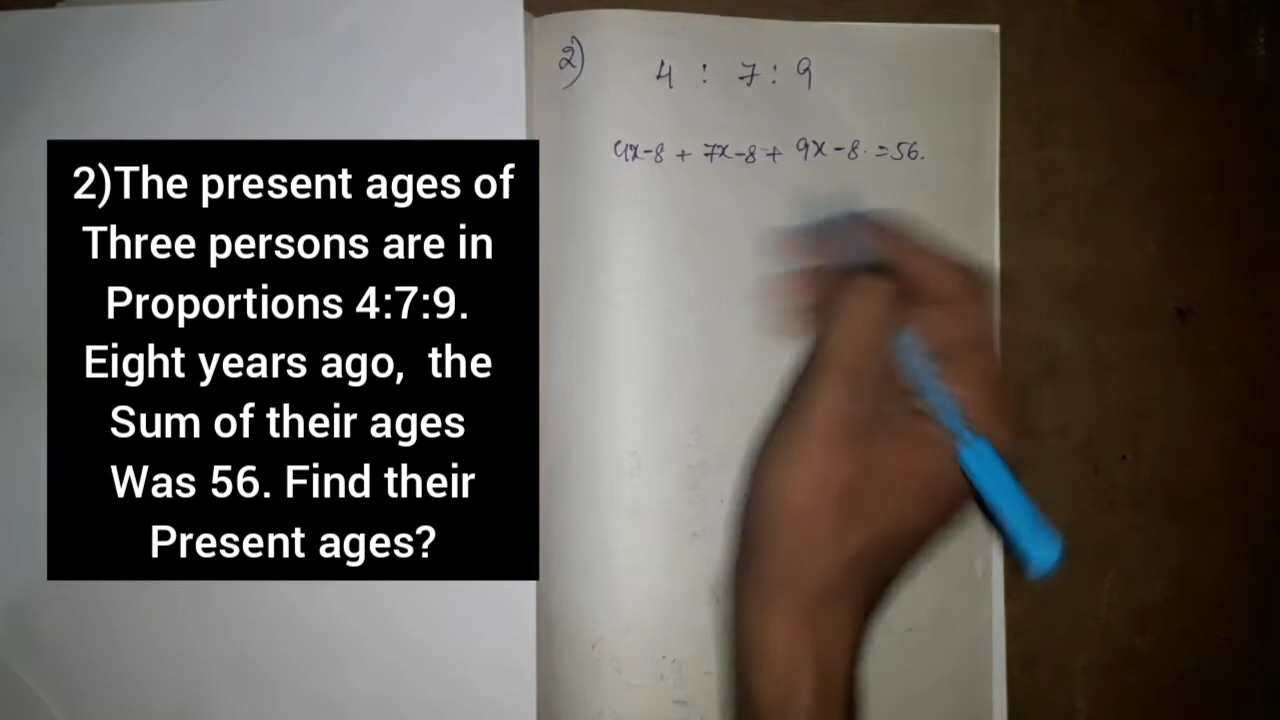 2)The present ages of
Three persons are in
Proportions 4:7:9.
Eight years ago, the
Sum of their ages
Was 56. Find their
Present ages?
2) 4 : 7 : 9
4x-8 + 7x-8 + 9x-8. =56.